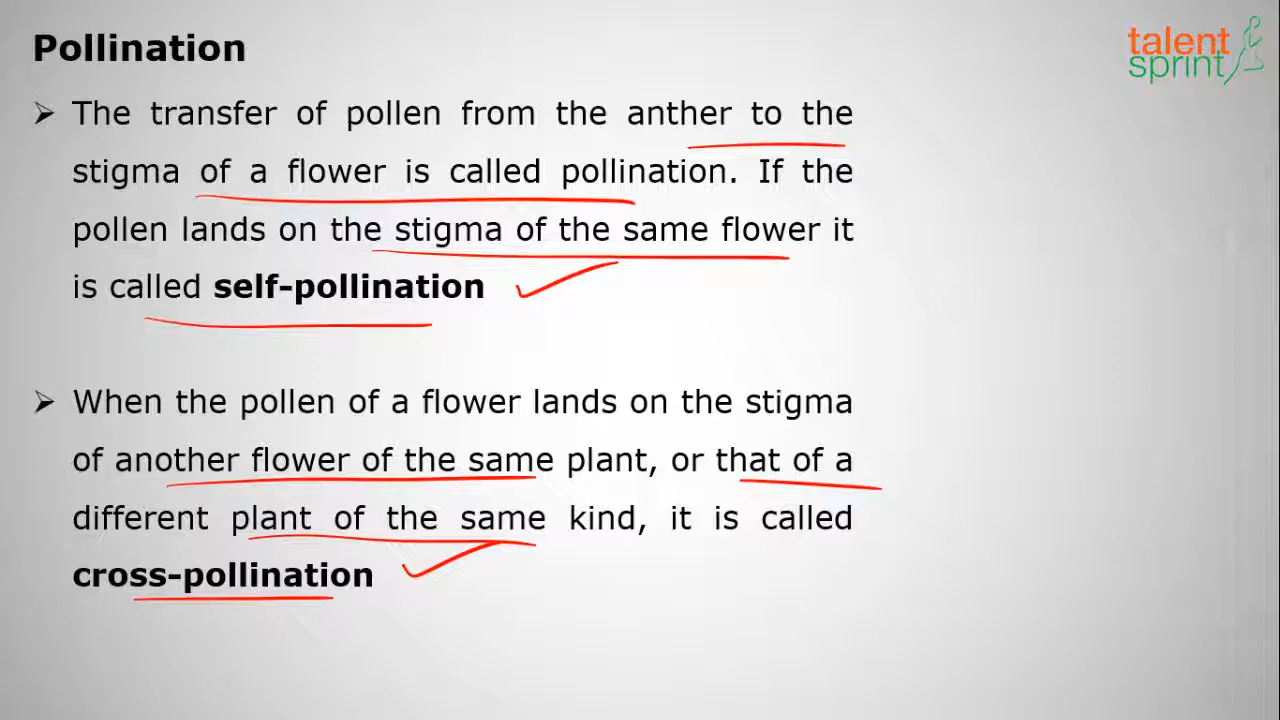 Pollination
talent
sprint
➤ The transfer of pollen from the anther to the
stigma of a flower is called pollination. If the
pollen lands on the stigma of the same flower it
is called self-pollination
➤ When the pollen of a flower lands on the stigma
of another flower of the same plant, or that of a
different plant of the same kind, it is called
cross-pollination